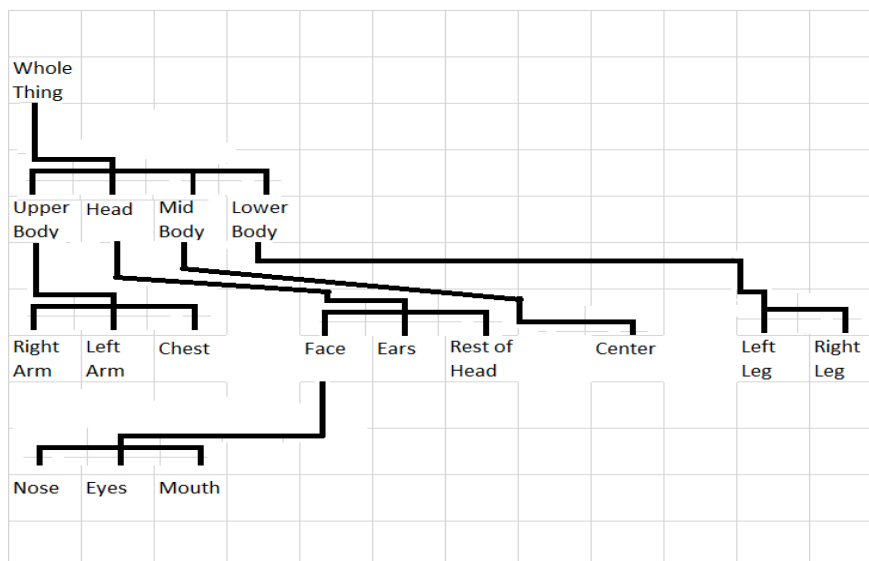 Whole
Thing
Upper Head Mid Lower
Body Body Body
Right Left Chest Face Ears Rest of Center Left Right
Arm Arm Head Leg Leg
Nose Eyes Mouth